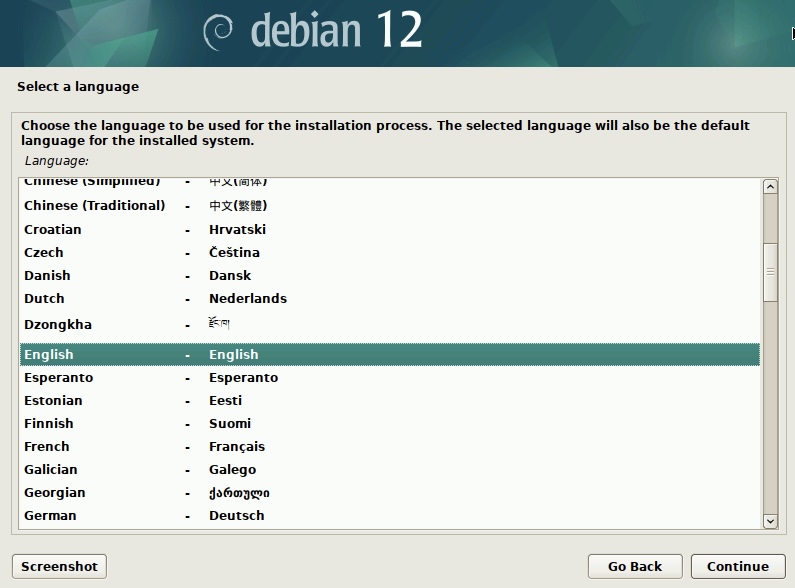 debian 12
Select a language
Choose the language to be used for the installation process. The selected language will also be the default
language for the installed system.
Language:
Chinese (Simplified) - 中文(简体)
Chinese (Traditional) - 中文(繁體)
Croatian - Hrvatski
Czech - Čeština
Danish - Dansk
Dutch - Nederlands
Dzongkha - རྫོང་ཁ།
English - English
Esperanto - Esperanto
Estonian - Eesti
Finnish - Suomi
French - Français
Galician - Galego
Georgian - ქართული
German - Deutsch
Screenshot Go Back Continue